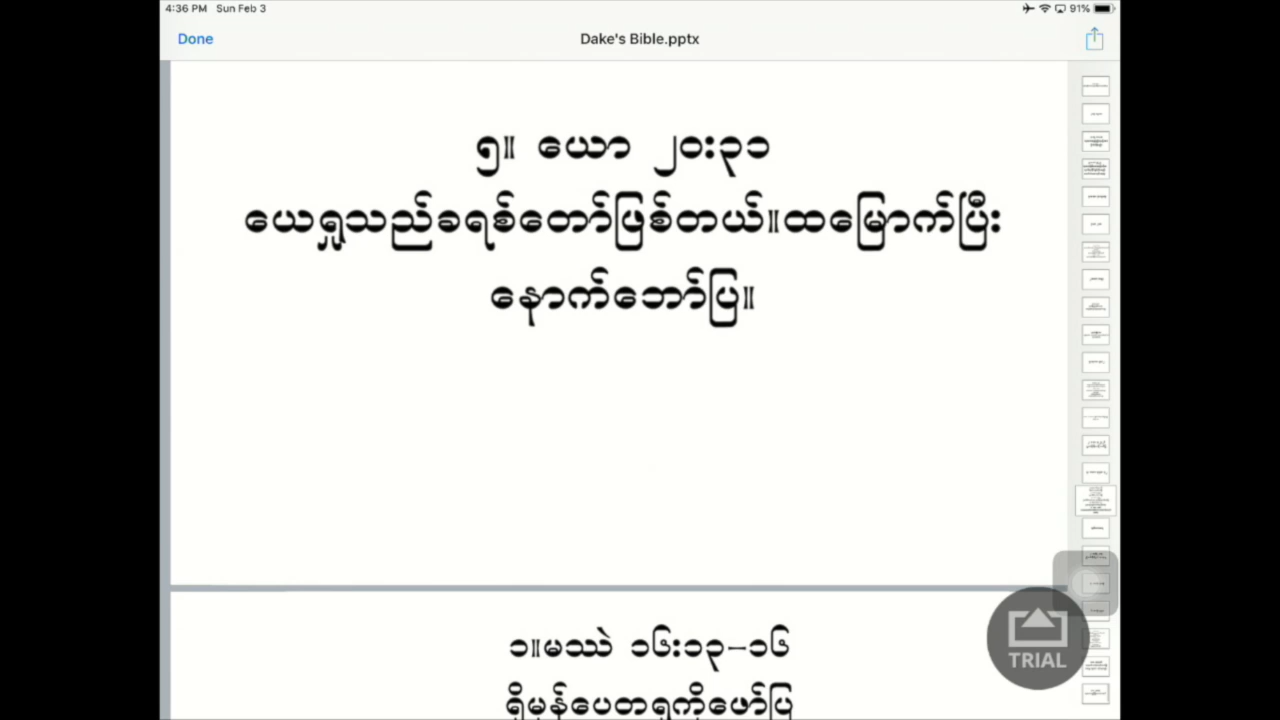 4:36 PM Sun Feb 3
91%
Done
Dake's Bible.pptx
၅။ ယော ၂၀း၃၁
ယေရှုသည်ခရစ်တော်ဖြစ်တယ်။ထမြောက်ပြီး
နောက်ဘော်ပြ။
၁။မဿဲ ၁၆း၁၃-၁၆
ရှိမုန်ပေတရုကိုဖော်ပြ
TRIAL